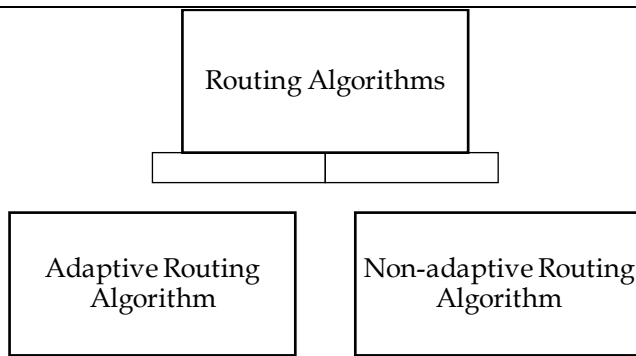 Routing Algorithms
Adaptive Routing
Algorithm
Non-adaptive Routing
Algorithm